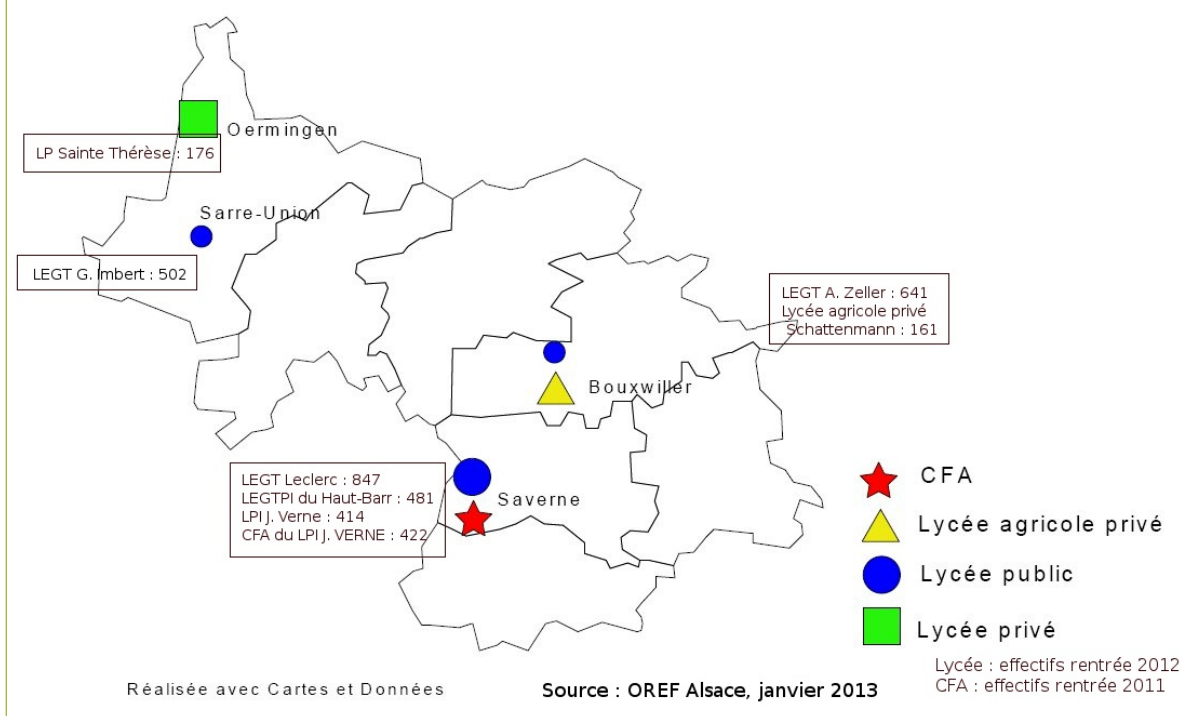 Oermingen
LP Sainte Thérèse : 176
Sarre-Union
LEGT G. Imbert : 502
LEGT A. Zeller : 641
Lycée agricole privé
Schattenmann : 161
Bouxwiller
LEGT Leclerc : 847
LEGTPI du Haut-Barr : 481
LPI J. Verne : 414
CFA du LPI J. VERNE : 422
Saverne
CFA
Lycée agricole privé
Lycée public
Lycée privé
Lycée : effectifs rentrée 2012
CFA : effectifs rentrée 2011
Réalisée avec Cartes et Données
Source : OREF Alsace, janvier 2013